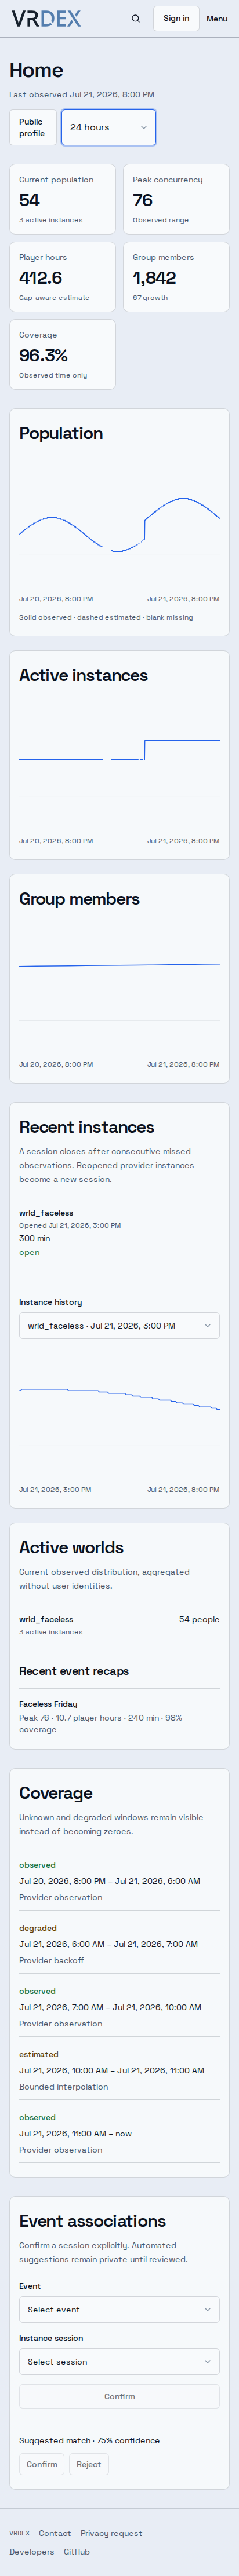 VRDEX
Sign in
Menu
Home
Last observed Jul 21, 2026, 8:00 PM
Public
profile
24 hours
Current population
54
3 active instances
Peak concurrency
76
Observed range
Player hours
412.6
Gap-aware estimate
Group members
1,842
67 growth
Coverage
96.3%
Observed time only
Population
Jul 20, 2026, 8:00 PM
Jul 21, 2026, 8:00 PM
Solid observed · dashed estimated · blank missing
Active instances
Jul 20, 2026, 8:00 PM
Jul 21, 2026, 8:00 PM
Group members
Jul 20, 2026, 8:00 PM
Jul 21, 2026, 8:00 PM
Recent instances
A session closes after consecutive missed
observations. Reopened provider instances
become a new session.
wrld_faceless
Opened Jul 21, 2026, 3:00 PM
300 min
open
Instance history
wrld_faceless · Jul 21, 2026, 3:00 PM
Jul 21, 2026, 3:00 PM
Jul 21, 2026, 8:00 PM
Active worlds
Current observed distribution, aggregated
without user identities.
wrld_faceless
54 people
3 active instances
Recent event recaps
Faceless Friday
Peak 76 · 10.7 player hours · 240 min · 98%
coverage
Coverage
Unknown and degraded windows remain visible
instead of becoming zeroes.
observed
Jul 20, 2026, 8:00 PM – Jul 21, 2026, 6:00 AM
Provider observation
degraded
Jul 21, 2026, 6:00 AM – Jul 21, 2026, 7:00 AM
Provider backoff
observed
Jul 21, 2026, 7:00 AM – Jul 21, 2026, 10:00 AM
Provider observation
estimated
Jul 21, 2026, 10:00 AM – Jul 21, 2026, 11:00 AM
Bounded interpolation
observed
Jul 21, 2026, 11:00 AM – now
Provider observation
Event associations
Confirm a session explicitly. Automated
suggestions remain private until reviewed.
Event
Select event
Instance session
Select session
Confirm
Suggested match · 75% confidence
Confirm
Reject
VRDEX
Contact
Privacy request
Developers
GitHub